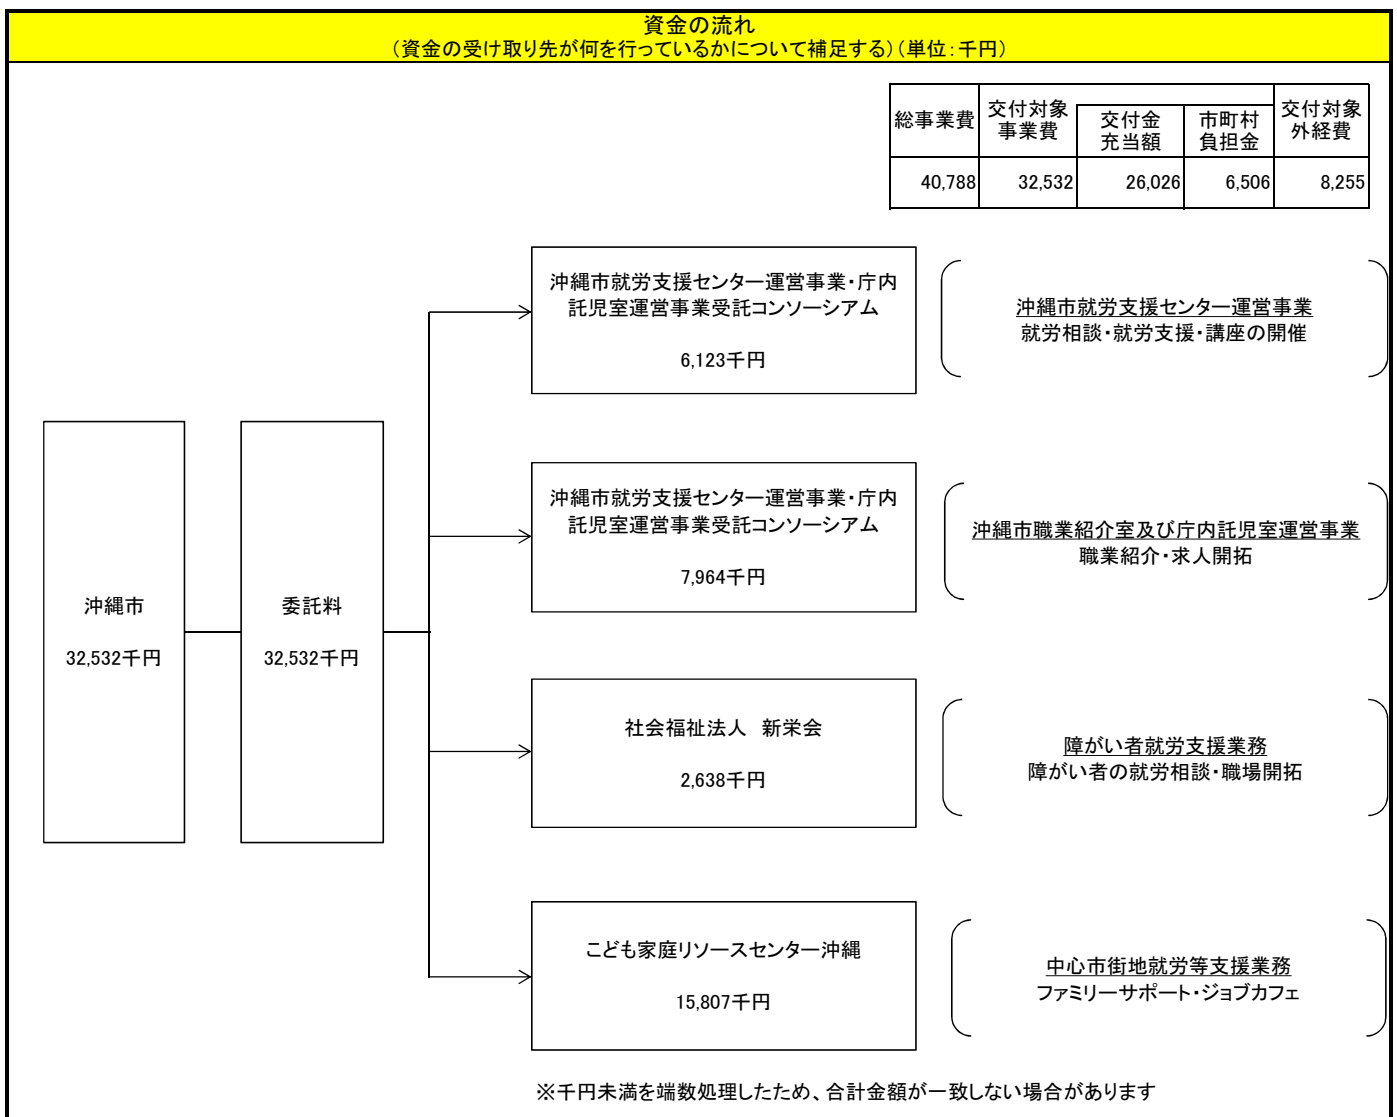 資金の流れ
（資金の受け取り先が何を行っているかについて補足する）（単位：千円）
総事業費
交付対象
事業費
交付金
充当額
市町村
負担金
交付対象
外経費
40,788 32,532 26,026 6,506 8,255
沖縄市就労支援センター運営事業・庁内
託児室運営事業受託コンソーシアム
6,123千円
沖縄市就労支援センター運営事業
就労相談・就労支援・講座の開催
沖縄市就労支援センター運営事業・庁内
託児室運営事業受託コンソーシアム
7,964千円
沖縄市職業紹介室及び庁内託児室運営事業
職業紹介・求人開拓
沖縄市
32,532千円
委託料
32,532千円
社会福祉法人　新栄会
2,638千円
障がい者就労支援業務
障がい者の就労相談・職場開拓
こども家庭リソースセンター沖縄
15,807千円
中心市街地就労等支援業務
ファミリーサポート・ジョブカフェ
※千円未満を端数処理したため、合計金額が一致しない場合があります